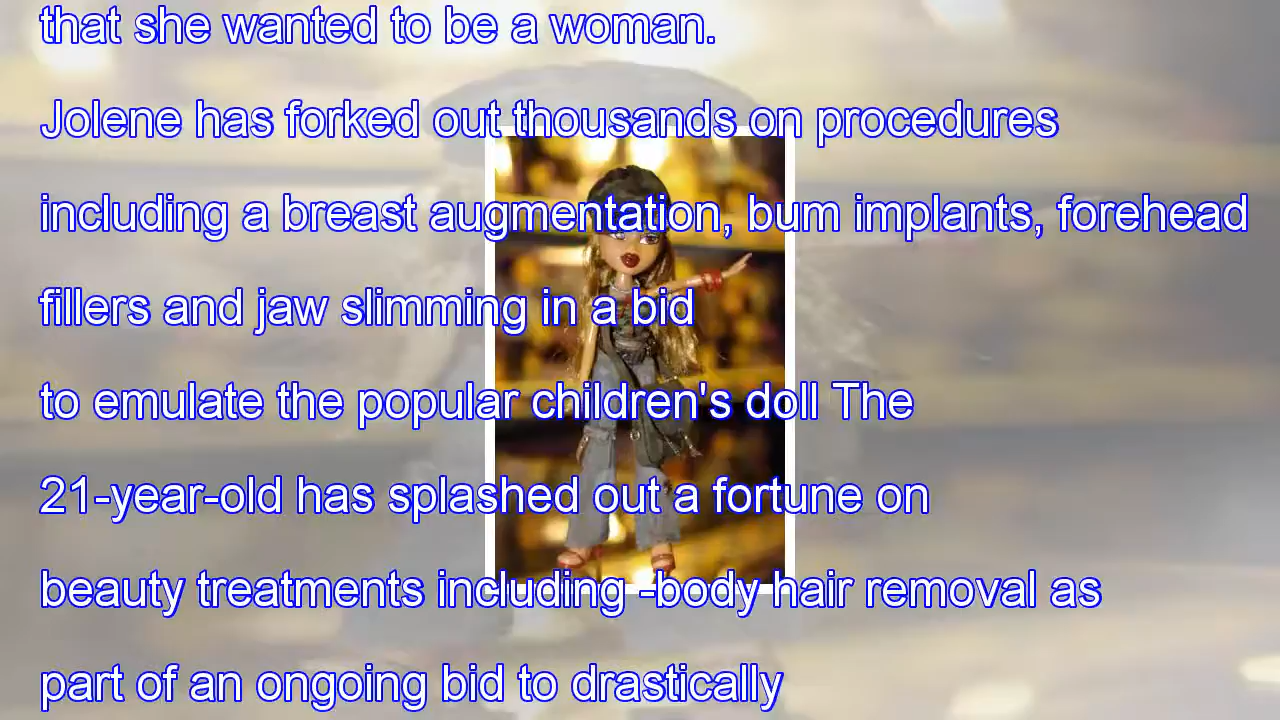 that she wanted to be a woman.
Jolene has forked out thousands on procedures
including a breast augmentation, bum implants, forehead
fillers and jaw slimming in a bid
to emulate the popular children's doll The
21-year-old has splashed out a fortune on
beauty treatments including -body hair removal as
part of an ongoing bid to drastically